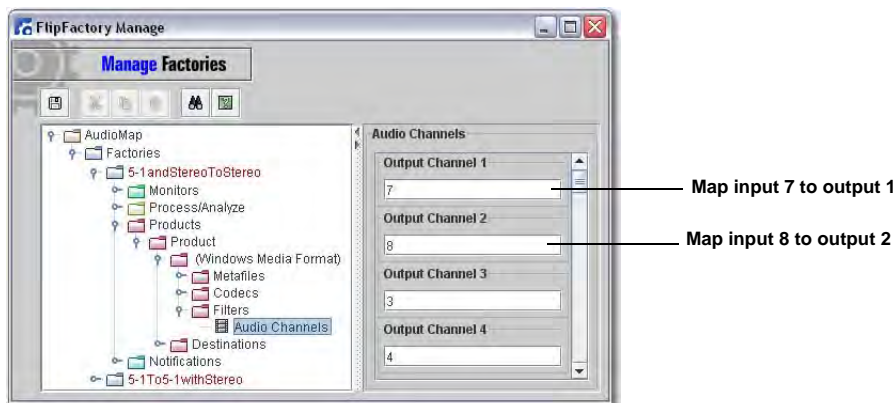 FlipFactory Manage
Manage Factories
AudioMap
Factories
5-1andStereoToStereo
Monitors
Process/Analyze
Products
Product
(Windows Media Format)
Metafiles
Codecs
Filters
Audio Channels
Destinations
Notifications
5-1To5-1withStereo
Audio Channels
Output Channel 1
7
Output Channel 2
8
Output Channel 3
3
Output Channel 4
4
Map input 7 to output 1
Map input 8 to output 2